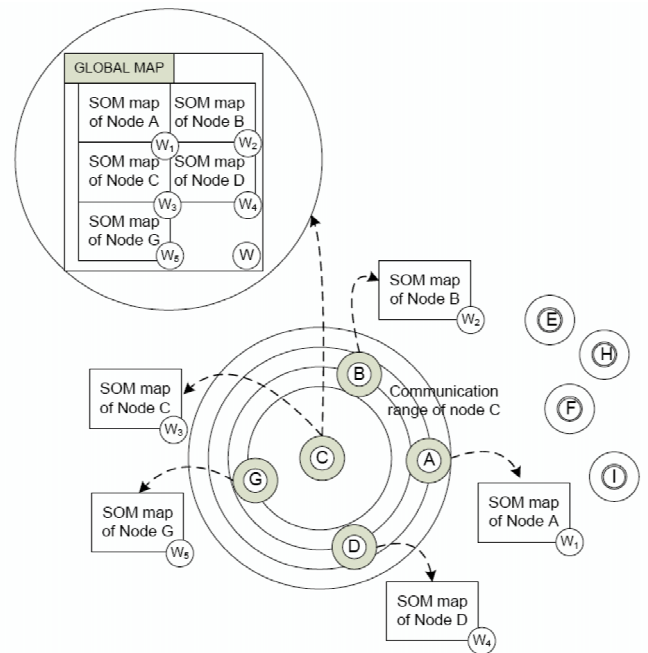 GLOBAL MAP
SOM map
of Node A
W1
SOM map
of Node B
W2
SOM map
of Node C
W3
SOM map
of Node D
W4
SOM map
of Node G
W5
W
SOM map
of Node B
W2
E
H
F
I
B
Communication
range of node C
SOM map
of Node C
W3
C
A
G
SOM map
of Node G
W5
SOM map
of Node A
W1
D
SOM map
of Node D
W4